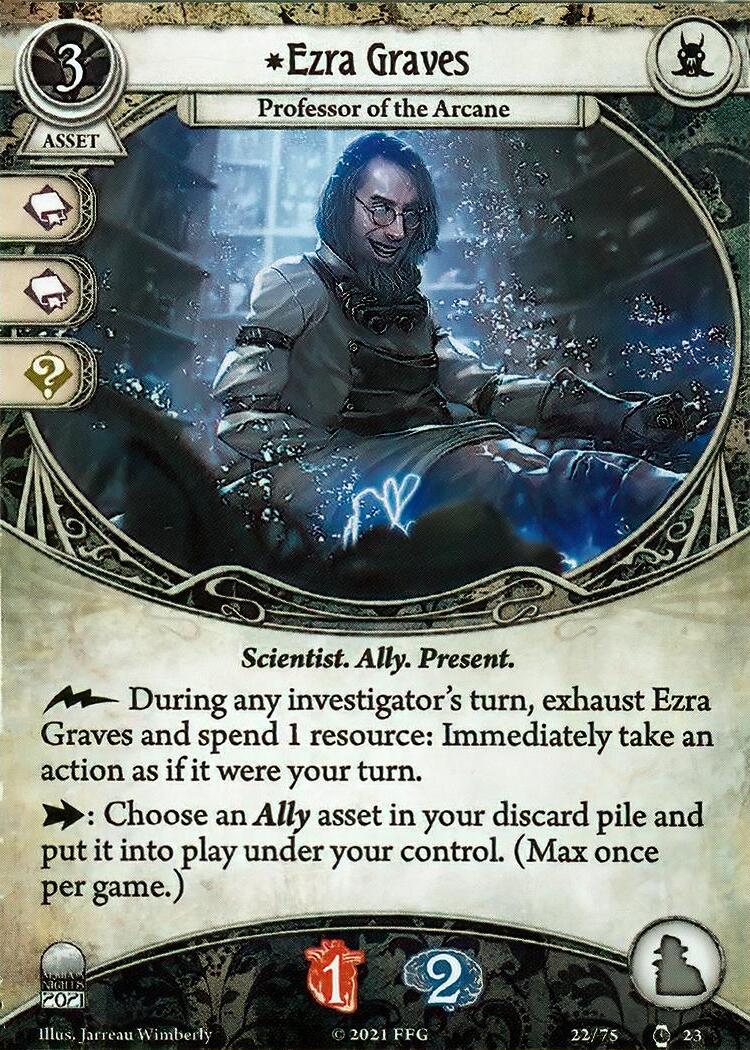 3
*Ezra Graves
ASSET
Professor of the Arcane
?
Scientist. Ally. Present.
During any investigator's turn, exhaust Ezra
Graves and spend 1 resource: Immediately take an
action as if it were your turn.
: Choose an Ally asset in your discard pile and
put it into play under your control. (Max once
per game.)
1
2
2021
Illus. Jarreau Wimberly
© 2021 FFG
22/75
23